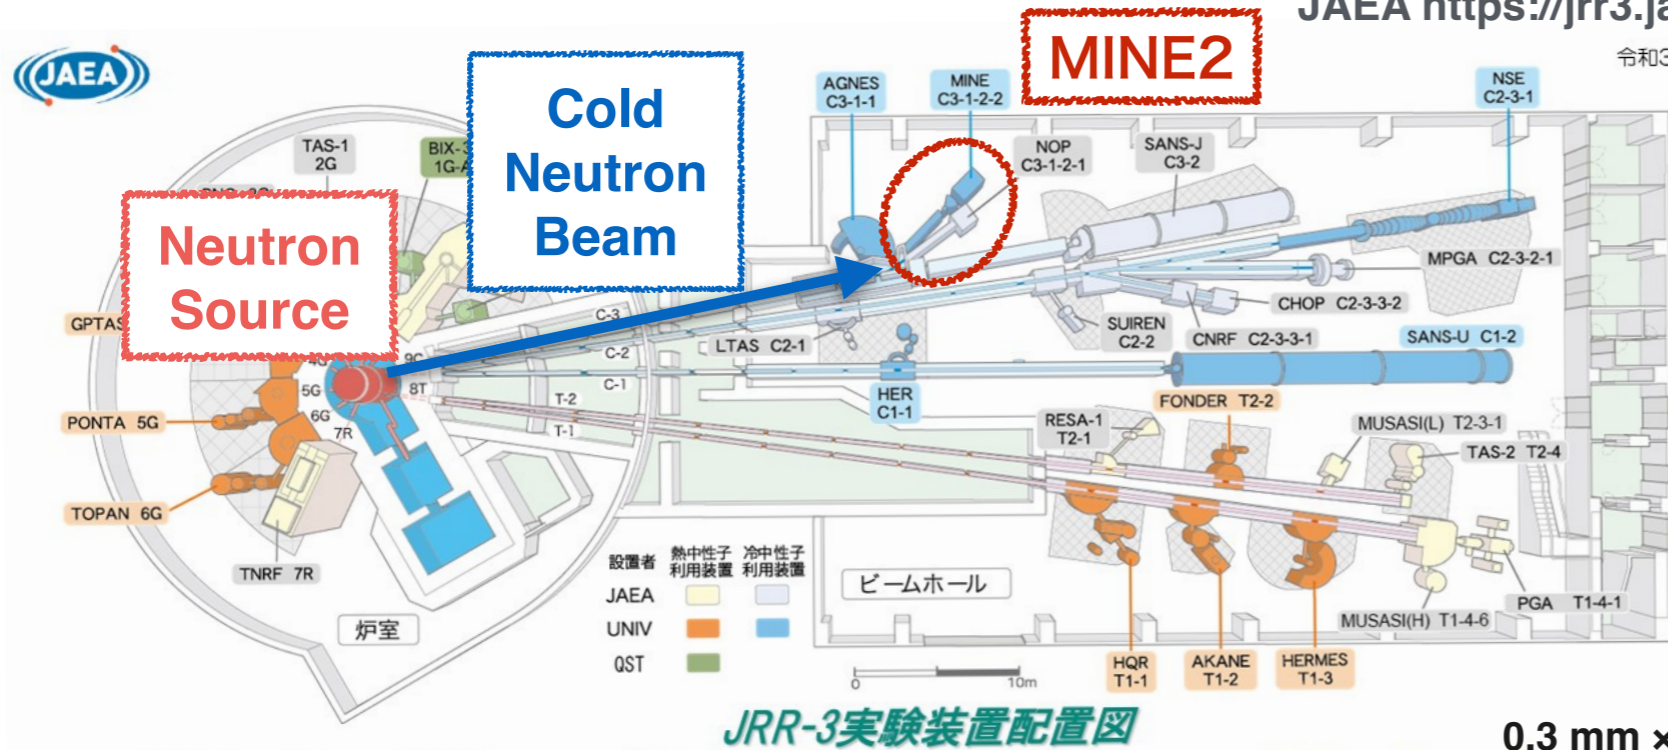 JAEA https://jrr3.ja
令和3
JAEA
MINE2
Cold
Neutron
Beam
Neutron
Source
TAS-1
2G
BIX-3
1G-A
AGNES
C3-1-1
MINE
C3-1-2-2
NOP
C3-1-2-1
SANS-J
C3-2
NSE
C2-3-1
MPGA C2-3-2-1
CHOP C2-3-3-2
CNRF C2-3-3-1
SUIREN
C2-2
SANS-U C1-2
LTAS C2-1
HER
C1-1
GPTAS
PONTA 5G
TOPAN 6G
TNRF 7R
4G
5G
6G
7R
8T
9C
C-3
C-2
C-1
T-2
T-1
RESA-1
T2-1
FONDER T2-2
MUSASI(L) T2-3-1
TAS-2 T2-4
PGA T1-4-1
MUSASI(H) T1-4-6
HQR
T1-1
AKANE
T1-2
HERMES
T1-3
炉室
ビームホール
設置者
熱中性子
利用装置
冷中性子
利用装置
JAEA
UNIV
QST
0 10m
JRR-3実験装置配置図
0.3 mm ×